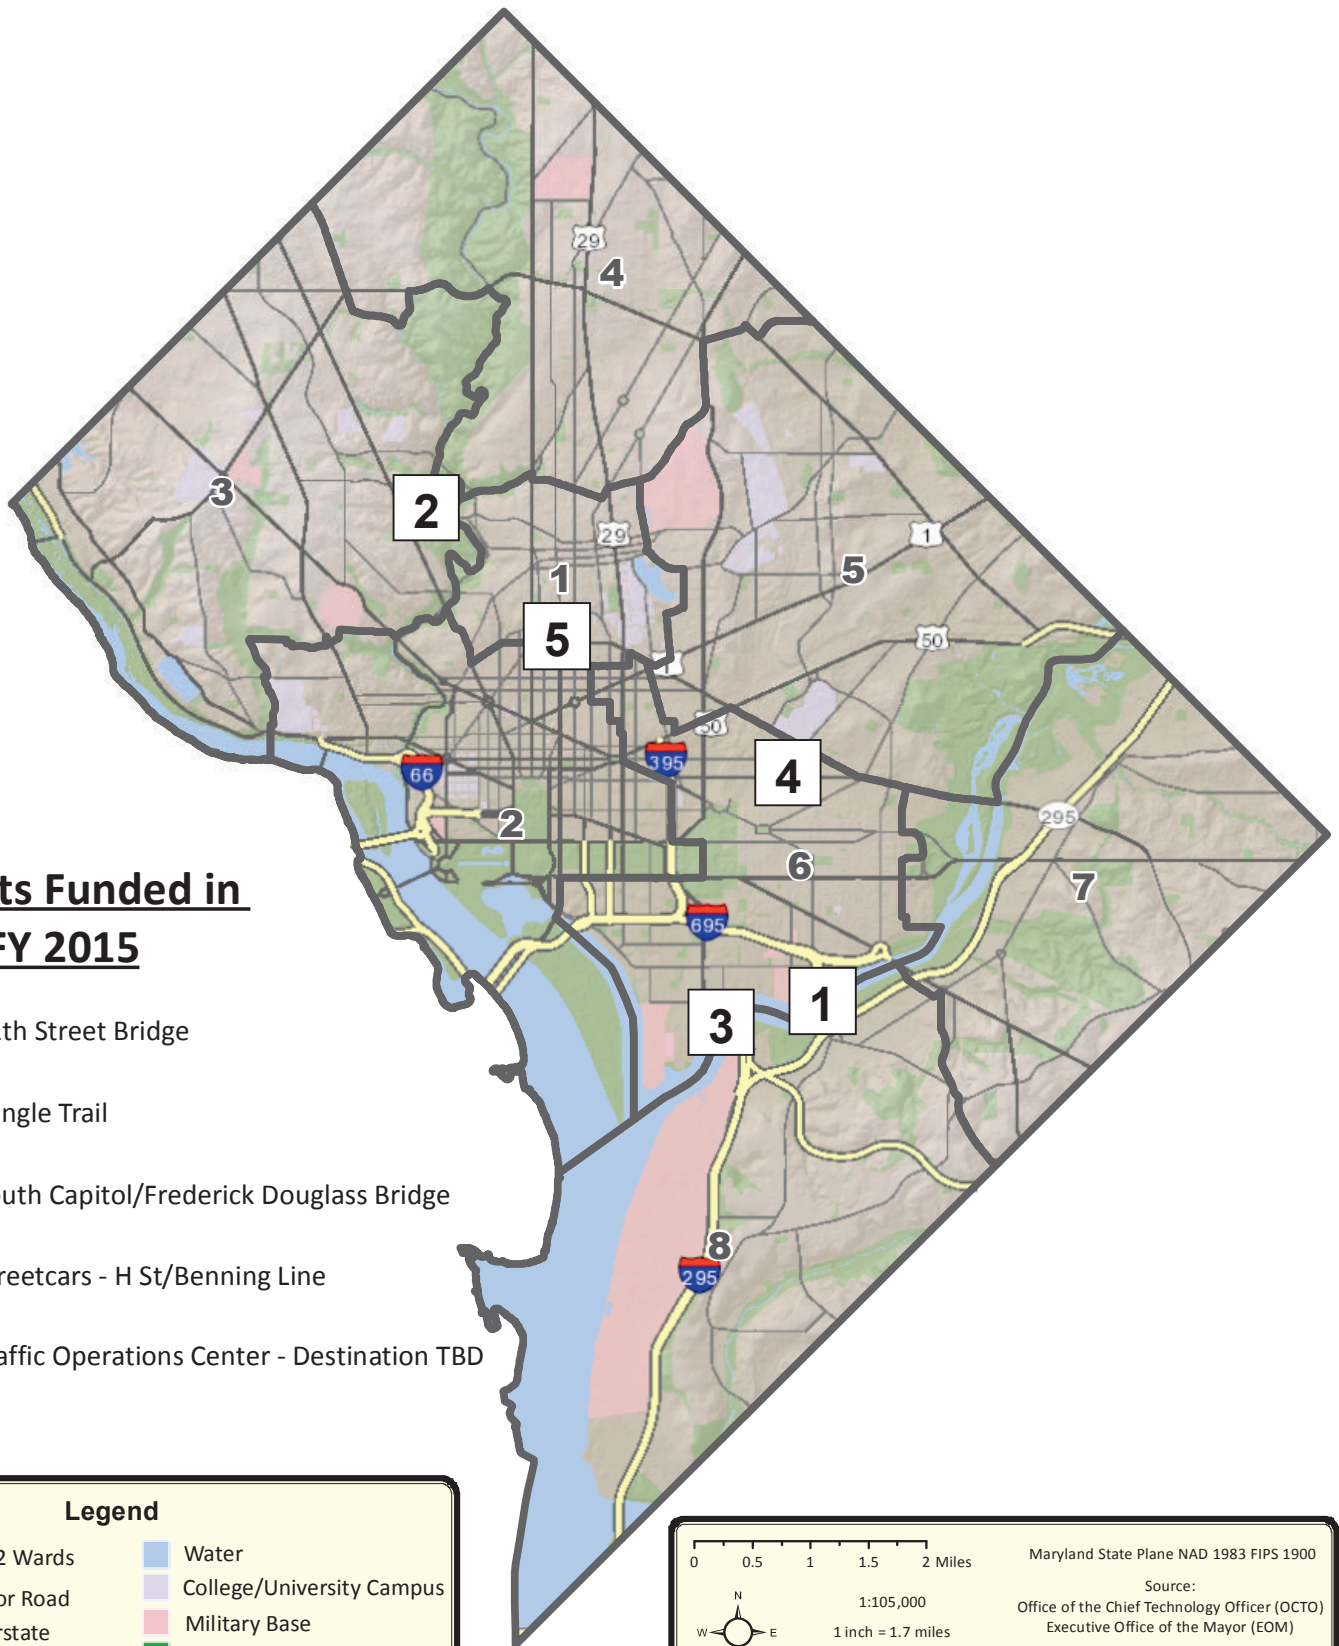 29
4
3
2
29
1
5
1
5
50
1
50
4
395
66
2
6
295
7
695
1
3
8
295
ts Funded in
FY 2015
th Street Bridge
ngle Trail
outh Capitol/Frederick Douglass Bridge
reetcars - H St/Benning Line
affic Operations Center - Destination TBD
Legend
2 Wards
or Road
rstate
Water
College/University Campus
Military Base
0 0.5 1 1.5 2 Miles
N
W E
1:105,000
1 inch = 1.7 miles
Maryland State Plane NAD 1983 FIPS 1900
Source:
Office of the Chief Technology Officer (OCTO)
Executive Office of the Mayor (EOM)